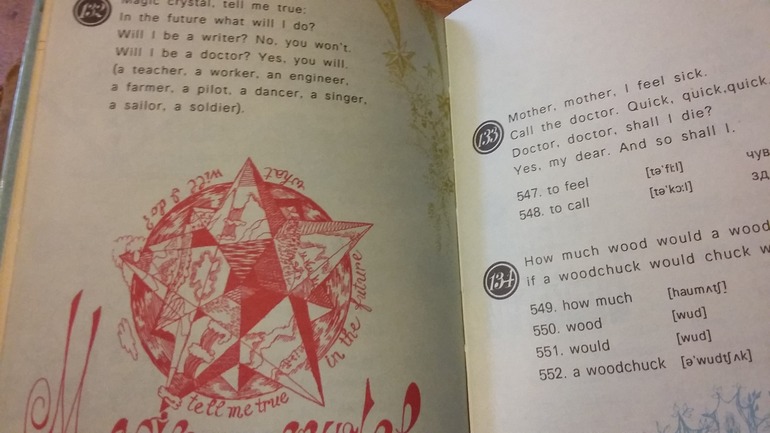 132
Magic crystal, tell me true:
In the future what will I do?
Will I be a writer? No, you won't.
Will I be a doctor? Yes, you will.
(a teacher, a worker, an engineer,
a farmer, a pilot, a dancer, a singer,
a sailor, a soldier).
what will I do?
in the future
tell me true
133
Mother, mother, I feel sick.
Call the doctor. Quick, quick, quick
Doctor, doctor, shall I die?
Yes, my dear. And so shall I.
547. to feel [tə'fi:l]
548. to call [tə'kɔ:l]
134
How much wood would a
if a woodchuck would chuck
549. how much [haumʌtʃ]
550. wood [wud]
551. would [wud]
552. a woodchuck [ə'wudtʃʌk]